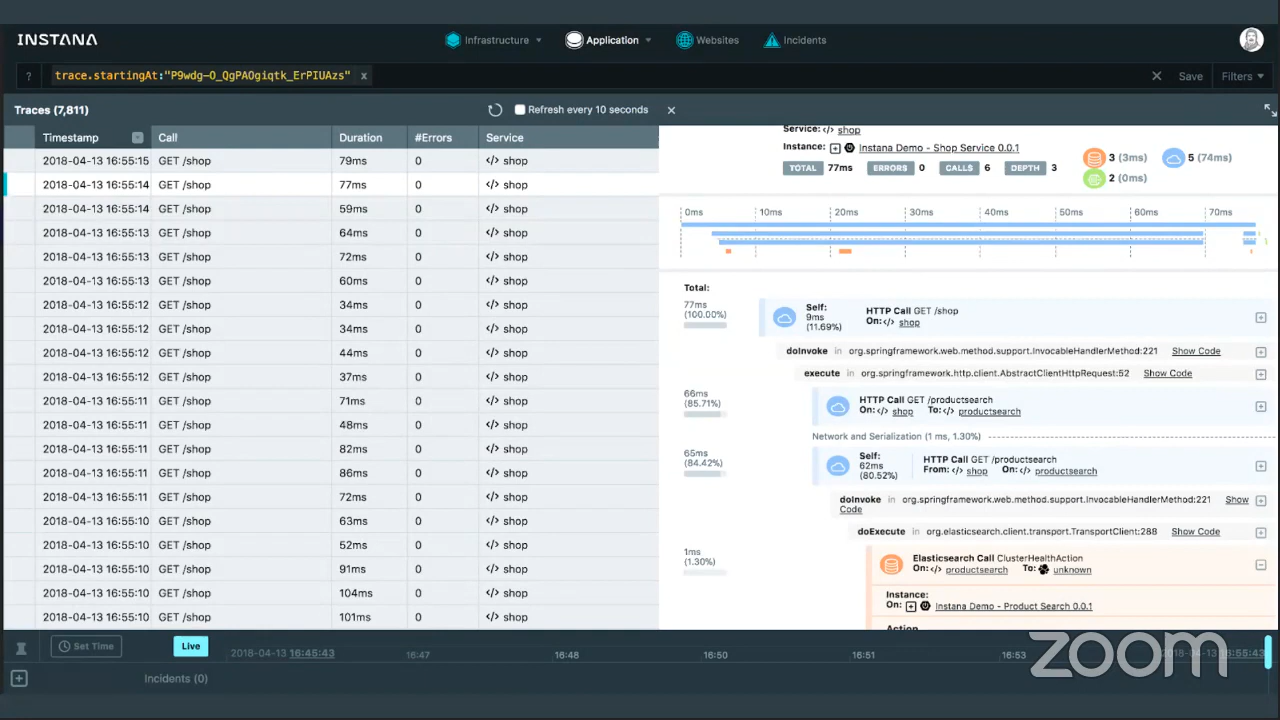 INSTANA Infrastructure Application Websites Incidents
? trace.startingAt:"P9wdg-O_QgPAOgiqtk_ErPIUAzs" x Save Filters
Traces (7,811) Refresh every 10 seconds
Timestamp Call Duration #Errors Service
2018-04-13 16:55:15 GET /shop 79ms 0 </> shop
2018-04-13 16:55:14 GET /shop 77ms 0 </> shop
2018-04-13 16:55:14 GET /shop 59ms 0 </> shop
2018-04-13 16:55:13 GET /shop 64ms 0 </> shop
2018-04-13 16:55:13 GET /shop 72ms 0 </> shop
2018-04-13 16:55:13 GET /shop 60ms 0 </> shop
2018-04-13 16:55:12 GET /shop 34ms 0 </> shop
2018-04-13 16:55:12 GET /shop 34ms 0 </> shop
2018-04-13 16:55:12 GET /shop 44ms 0 </> shop
2018-04-13 16:55:12 GET /shop 37ms 0 </> shop
2018-04-13 16:55:11 GET /shop 71ms 0 </> shop
2018-04-13 16:55:11 GET /shop 48ms 0 </> shop
2018-04-13 16:55:11 GET /shop 82ms 0 </> shop
2018-04-13 16:55:11 GET /shop 86ms 0 </> shop
2018-04-13 16:55:11 GET /shop 72ms 0 </> shop
2018-04-13 16:55:10 GET /shop 63ms 0 </> shop
2018-04-13 16:55:10 GET /shop 52ms 0 </> shop
2018-04-13 16:55:10 GET /shop 91ms 0 </> shop
2018-04-13 16:55:10 GET /shop 104ms 0 </> shop
2018-04-13 16:55:10 GET /shop 101ms 0 </> shop
Service: </> shop
Instance: Instana Demo - Shop Service 0.0.1
TOTAL 77ms ERRORS 0 CALLS 6 DEPTH 3
3 (3ms) 5 (74ms)
2 (0ms)
0ms 10ms 20ms 30ms 40ms 50ms 60ms 70ms
Total:
77ms
(100.00%)
Self:
9ms
(11.69%)
HTTP Call GET /shop
On: </> shop
doInvoke in org.springframework.web.method.support.InvocableHandlerMethod:221 Show Code
execute in org.springframework.http.client.AbstractClientHttpRequest:52 Show Code
66ms
(85.71%)
HTTP Call GET /productsearch
On: </> shop To: </> productsearch
Network and Serialization (1 ms, 1.30%)
65ms
(84.42%)
Self:
62ms
(80.52%)
HTTP Call GET /productsearch
From: </> shop On: </> productsearch
doInvoke in org.springframework.web.method.support.InvocableHandlerMethod:221 Show
Code
doExecute in org.elasticsearch.client.transport.TransportClient:288 Show Code
1ms
(1.30%)
Elasticsearch Call ClusterHealthAction
On: </> productsearch To: unknown
Instance:
On: Instana Demo - Product Search 0.0.1
Action
Set Time Live 2018-04-13 16:45:43 16:47 16:48 16:50 16:51 16:53 2018-04-13 16:55:43
Incidents (0)
zoom